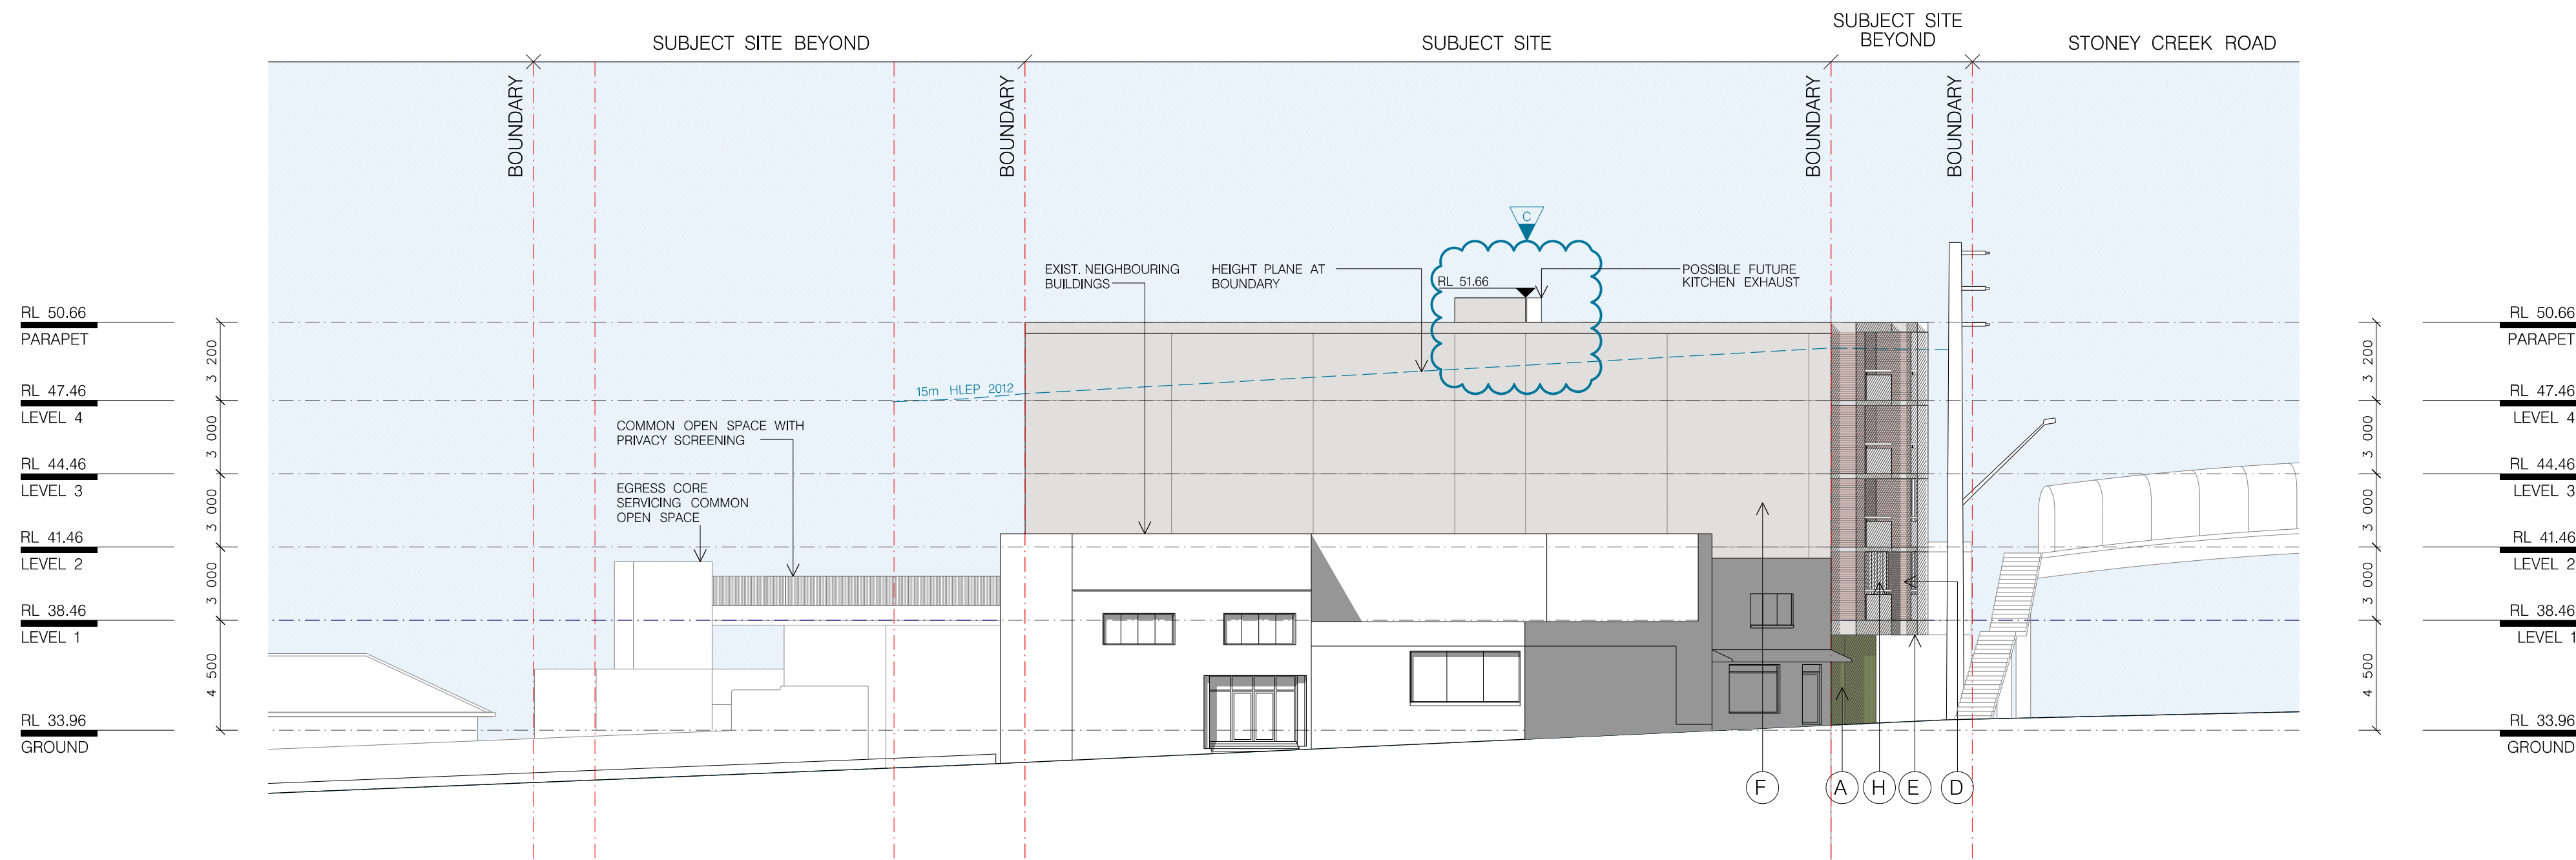 SUBJECT SITE BEYOND
SUBJECT SITE
SUBJECT SITE
BEYOND
STONEY CREEK ROAD
BOUNDARY
BOUNDARY
BOUNDARY
BOUNDARY
C
EXIST. NEIGHBOURING
BUILDINGS
HEIGHT PLANE AT
BOUNDARY
RL 51.66
POSSIBLE FUTURE
KITCHEN EXHAUST
15m HLEP 2012
COMMON OPEN SPACE WITH
PRIVACY SCREENING
EGRESS CORE
SERVICING COMMON
OPEN SPACE
RL 50.66
PARAPET
3 200
RL 47.46
LEVEL 4
3 000
RL 44.46
LEVEL 3
3 000
RL 41.46
LEVEL 2
3 000
RL 38.46
LEVEL 1
4 500
RL 33.96
GROUND
RL 50.66
PARAPET
3 200
RL 47.46
LEVEL 4
3 000
RL 44.46
LEVEL 3
3 000
RL 41.46
LEVEL 2
3 000
RL 38.46
LEVEL 1
4 500
RL 33.96
GROUND
F
A
H
E
D